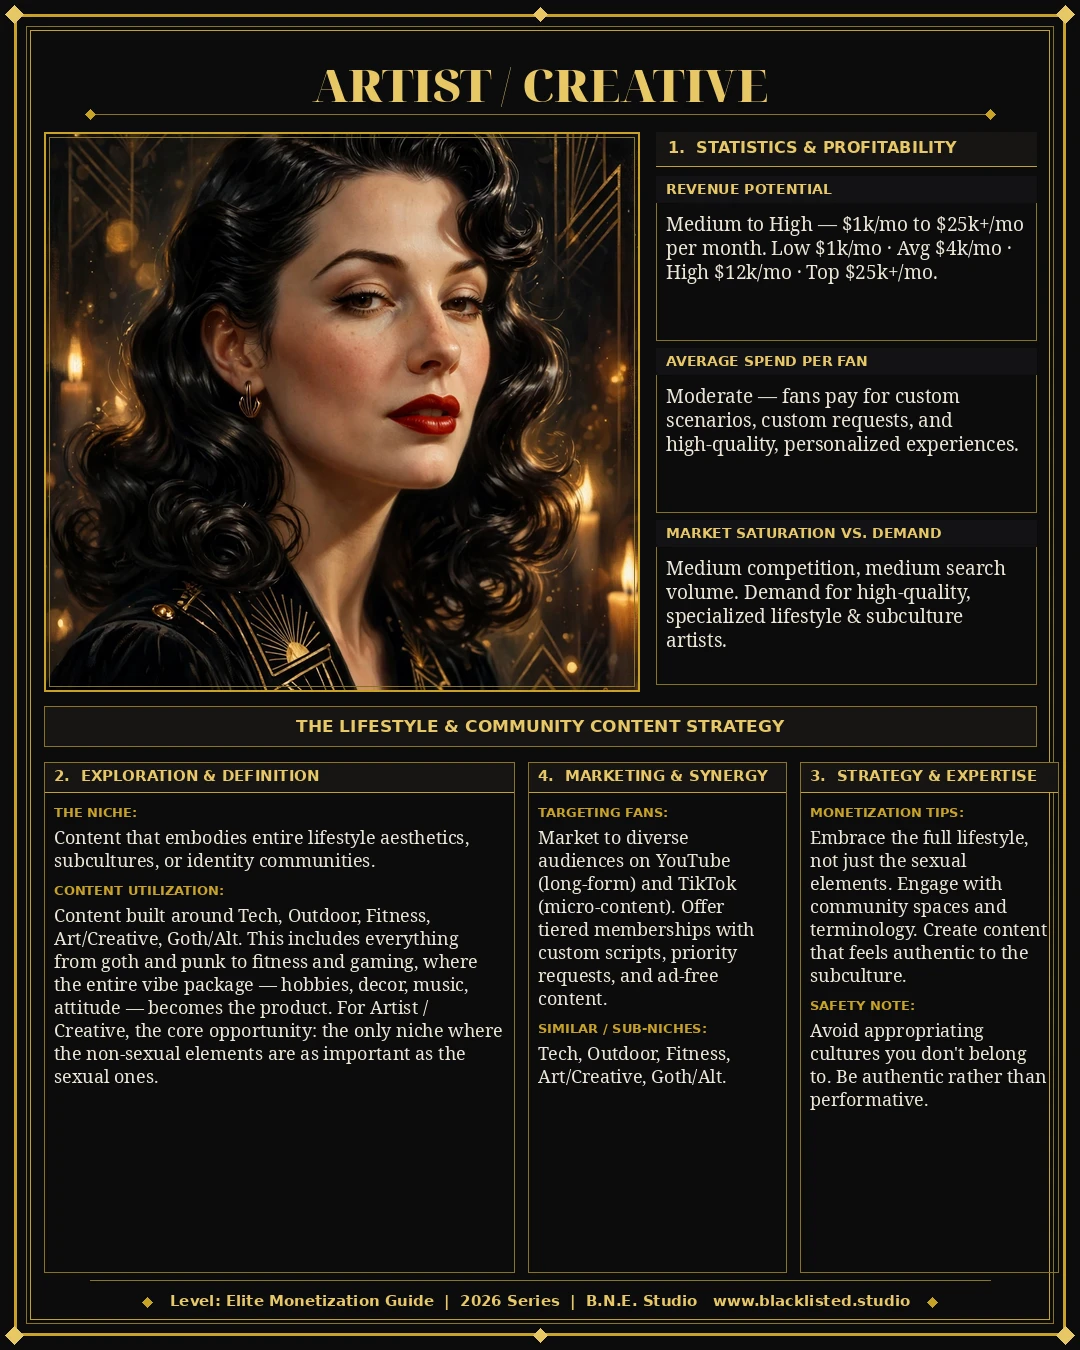 ARTIST / CREATIVE
1. STATISTICS & PROFITABILITY
REVENUE POTENTIAL
Medium to High — $1k/mo to $25k+/mo
per month. Low $1k/mo · Avg $4k/mo ·
High $12k/mo · Top $25k+/mo.
AVERAGE SPEND PER FAN
Moderate — fans pay for custom
scenarios, custom requests, and
high-quality, personalized experiences.
MARKET SATURATION VS. DEMAND
Medium competition, medium search
volume. Demand for high-quality,
specialized lifestyle & subculture
artists.
THE LIFESTYLE & COMMUNITY CONTENT STRATEGY
2. EXPLORATION & DEFINITION
THE NICHE:
Content that embodies entire lifestyle aesthetics,
subcultures, or identity communities.
CONTENT UTILIZATION:
Content built around Tech, Outdoor, Fitness,
Art/Creative, Goth/Alt. This includes everything
from goth and punk to fitness and gaming, where
the entire vibe package — hobbies, decor, music,
attitude — becomes the product. For Artist /
Creative, the core opportunity: the only niche where
the non-sexual elements are as important as the
sexual ones.
4. MARKETING & SYNERGY
TARGETING FANS:
Market to diverse
audiences on YouTube
(long-form) and TikTok
(micro-content). Offer
tiered memberships with
custom scripts, priority
requests, and ad-free
content.
SIMILAR / SUB-NICHES:
Tech, Outdoor, Fitness,
Art/Creative, Goth/Alt.
3. STRATEGY & EXPERTISE
MONETIZATION TIPS:
Embrace the full lifestyle,
not just the sexual
elements. Engage with
community spaces and
terminology. Create content
that feels authentic to the
subculture.
SAFETY NOTE:
Avoid appropriating
cultures you don't belong
to. Be authentic rather than
performative.
Level: Elite Monetization Guide | 2026 Series | B.N.E. Studio www.blacklisted.studio